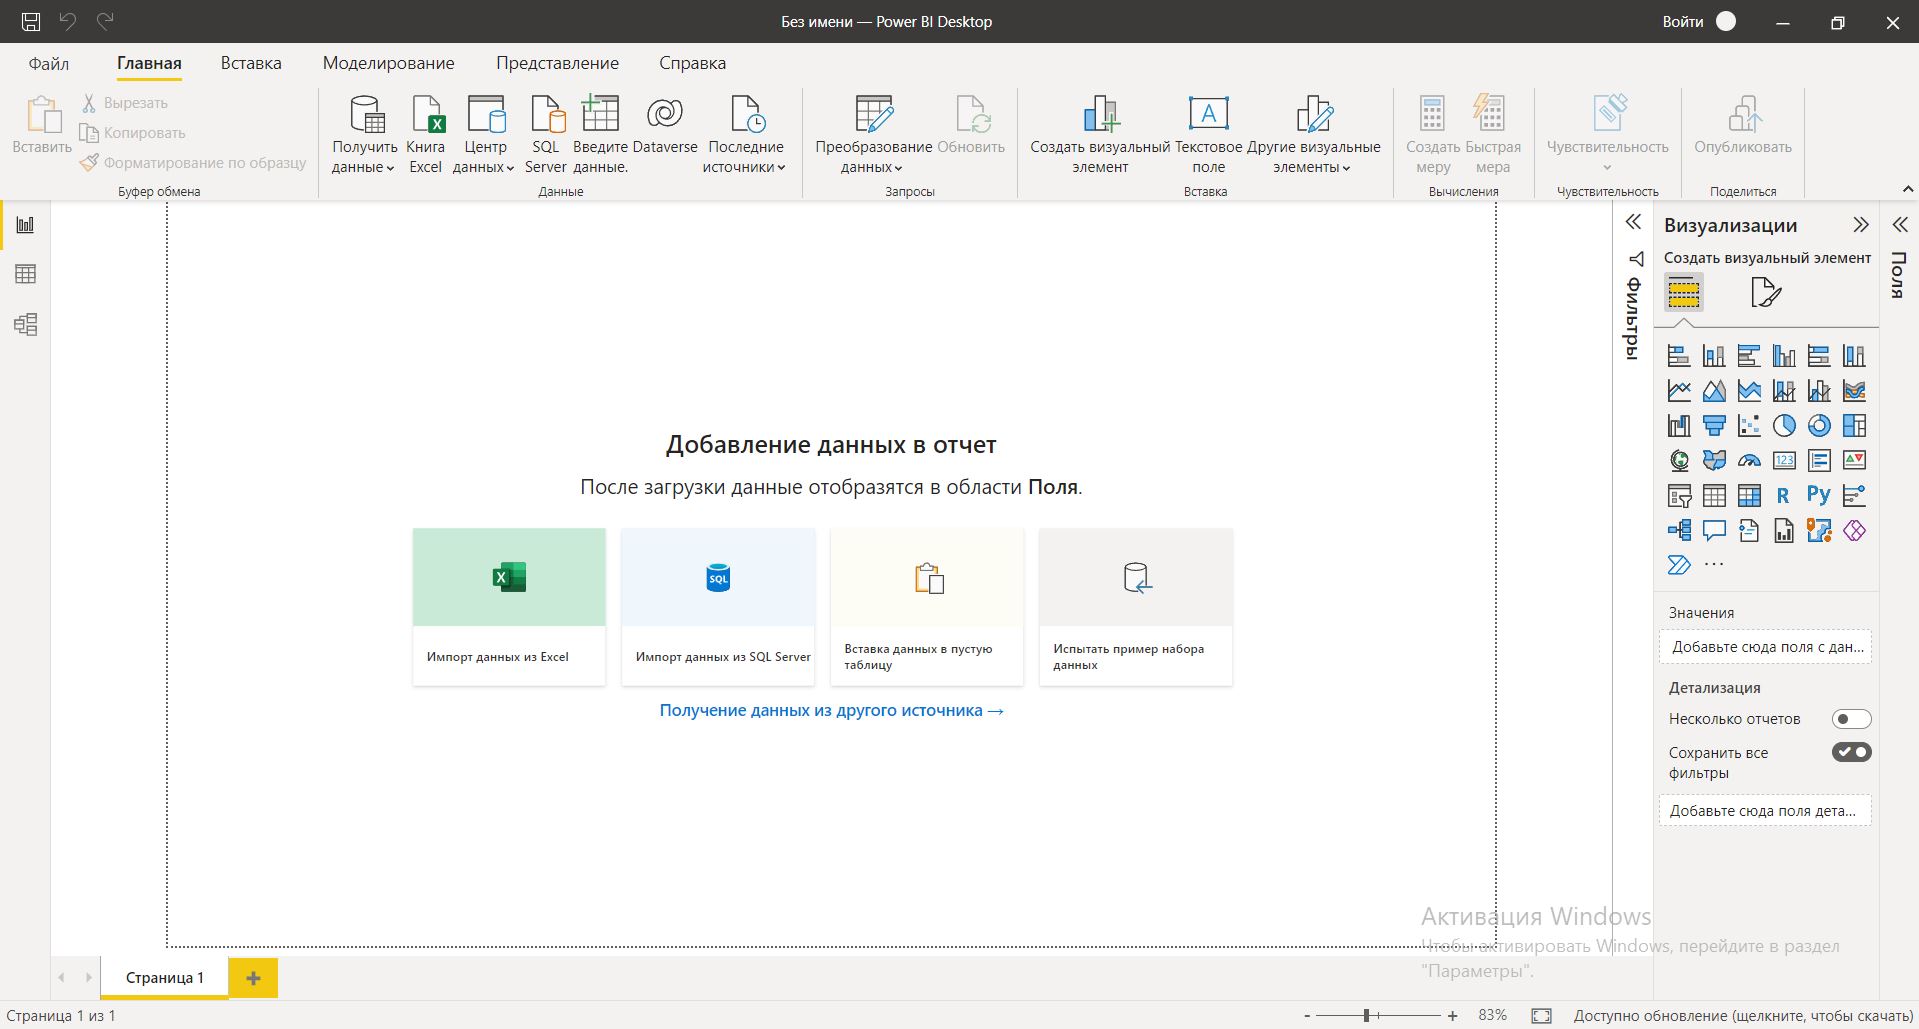 Без имени — Power BI Desktop
Войти
Файл
Главная
Вставка
Моделирование
Представление
Справка
Вставить
Вырезать
Копировать
Форматирование по образцу
Буфер обмена
Получить
данные
Книга
Excel
Центр
данных
SQL
Server
Введите
данные.
Dataverse
Последние
источники
Данные
Преобразование
данных
Обновить
Запросы
Создать визуальный
элемент
Текстовое
поле
Другие визуальные
элементы
Вставка
Создать
меру
Быстрая
мера
Вычисления
Чувствительность
Чувствительность
Опубликовать
Поделиться
Добавление данных в отчет
После загрузки данные отобразятся в области Поля.
SQL
Импорт данных из Excel
Импорт данных из SQL Server
Вставка данных в пустую
таблицу
Испытать пример набора
данных
Получение данных из другого источника →
Фильтры
Визуализации
Создать визуальный элемент
123
R
Py
...
Значения
Добавьте сюда поля с дан...
Детализация
Несколько отчетов
Сохранить все
фильтры
Добавьте сюда поля дета...
Поля
Активация Windows
Чтобы активировать Windows, перейдите в раздел
"Параметры".
Страница 1
Страница 1 из 1
- + 83%
Доступно обновление (щелкните, чтобы скачать)